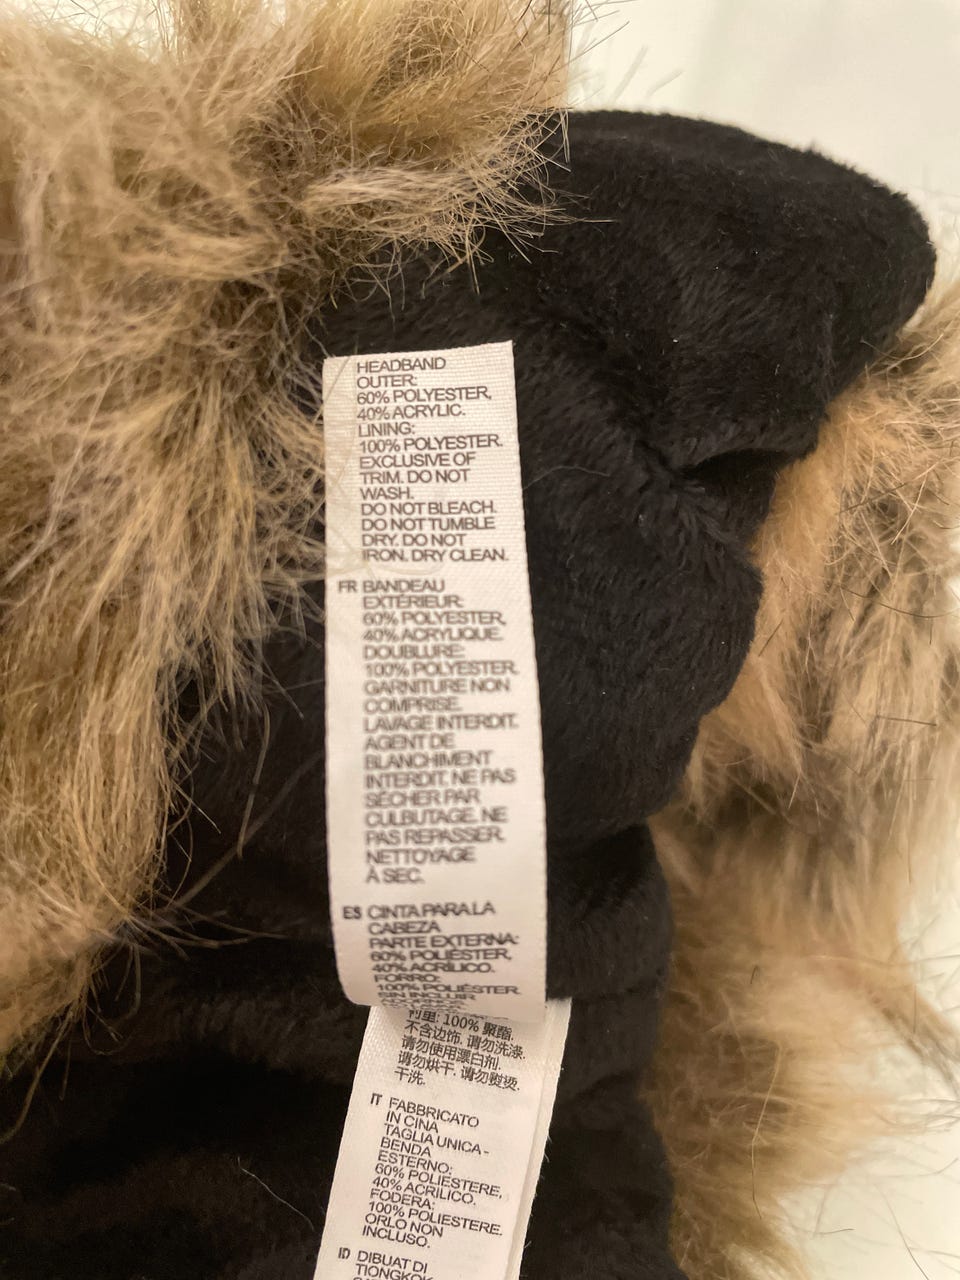 HEADBAND
OUTER:
60% POLYESTER,
40% ACRYLIC.
LINING:
100% POLYESTER.
EXCLUSIVE OF
TRIM. DO NOT
WASH.
DO NOT BLEACH.
DO NOT TUMBLE
DRY. DO NOT
IRON. DRY CLEAN.
FR BANDEAU
EXTÉRIEUR:
60% POLYESTER,
40% ACRYLIQUE.
DOUBLURE:
100% POLYESTER.
GARNITURE NON
COMPRISE.
LAVAGE INTERDIT.
AGENT DE
BLANCHIMENT
INTERDIT. NE PAS
SÉCHER PAR
CULBUTAGE. NE
PAS REPASSER.
NETTOYAGE
À SEC.
ES CINTA PARA LA
CABEZA
PARTE EXTERNA:
60% POLIÉSTER,
40% ACRÍLICO.
FORRO:
100% POLIÉSTER.
SIN INCLUIR
衬里: 100% 聚酯.
不含边饰. 请勿洗涤.
请勿使用漂白剂.
请勿烘干. 请勿熨烫.
干洗.
IT FABBRICATO
IN CINA
TAGLIA UNICA -
BENDA
ESTERNO:
60% POLIESTERE,
40% ACRILICO.
FODERA:
100% POLIESTERE.
ORLO NON
INCLUSO.
ID DIBUAT DI
TIONGKOK